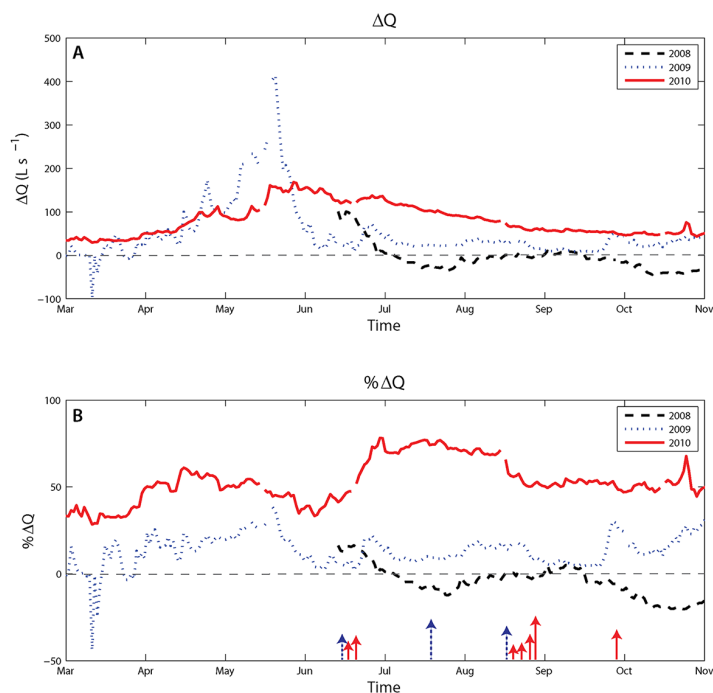 ΔQ
A
2008
2009
2010
500
400
300
200
100
0
−100
ΔQ (L s −1)
Mar Apr May Jun Jul Aug Sep Oct Nov
Time
%ΔQ
B
2008
2009
2010
100
50
0
−50
%ΔQ
Mar Apr May Jun Jul Aug Sep Oct Nov
Time